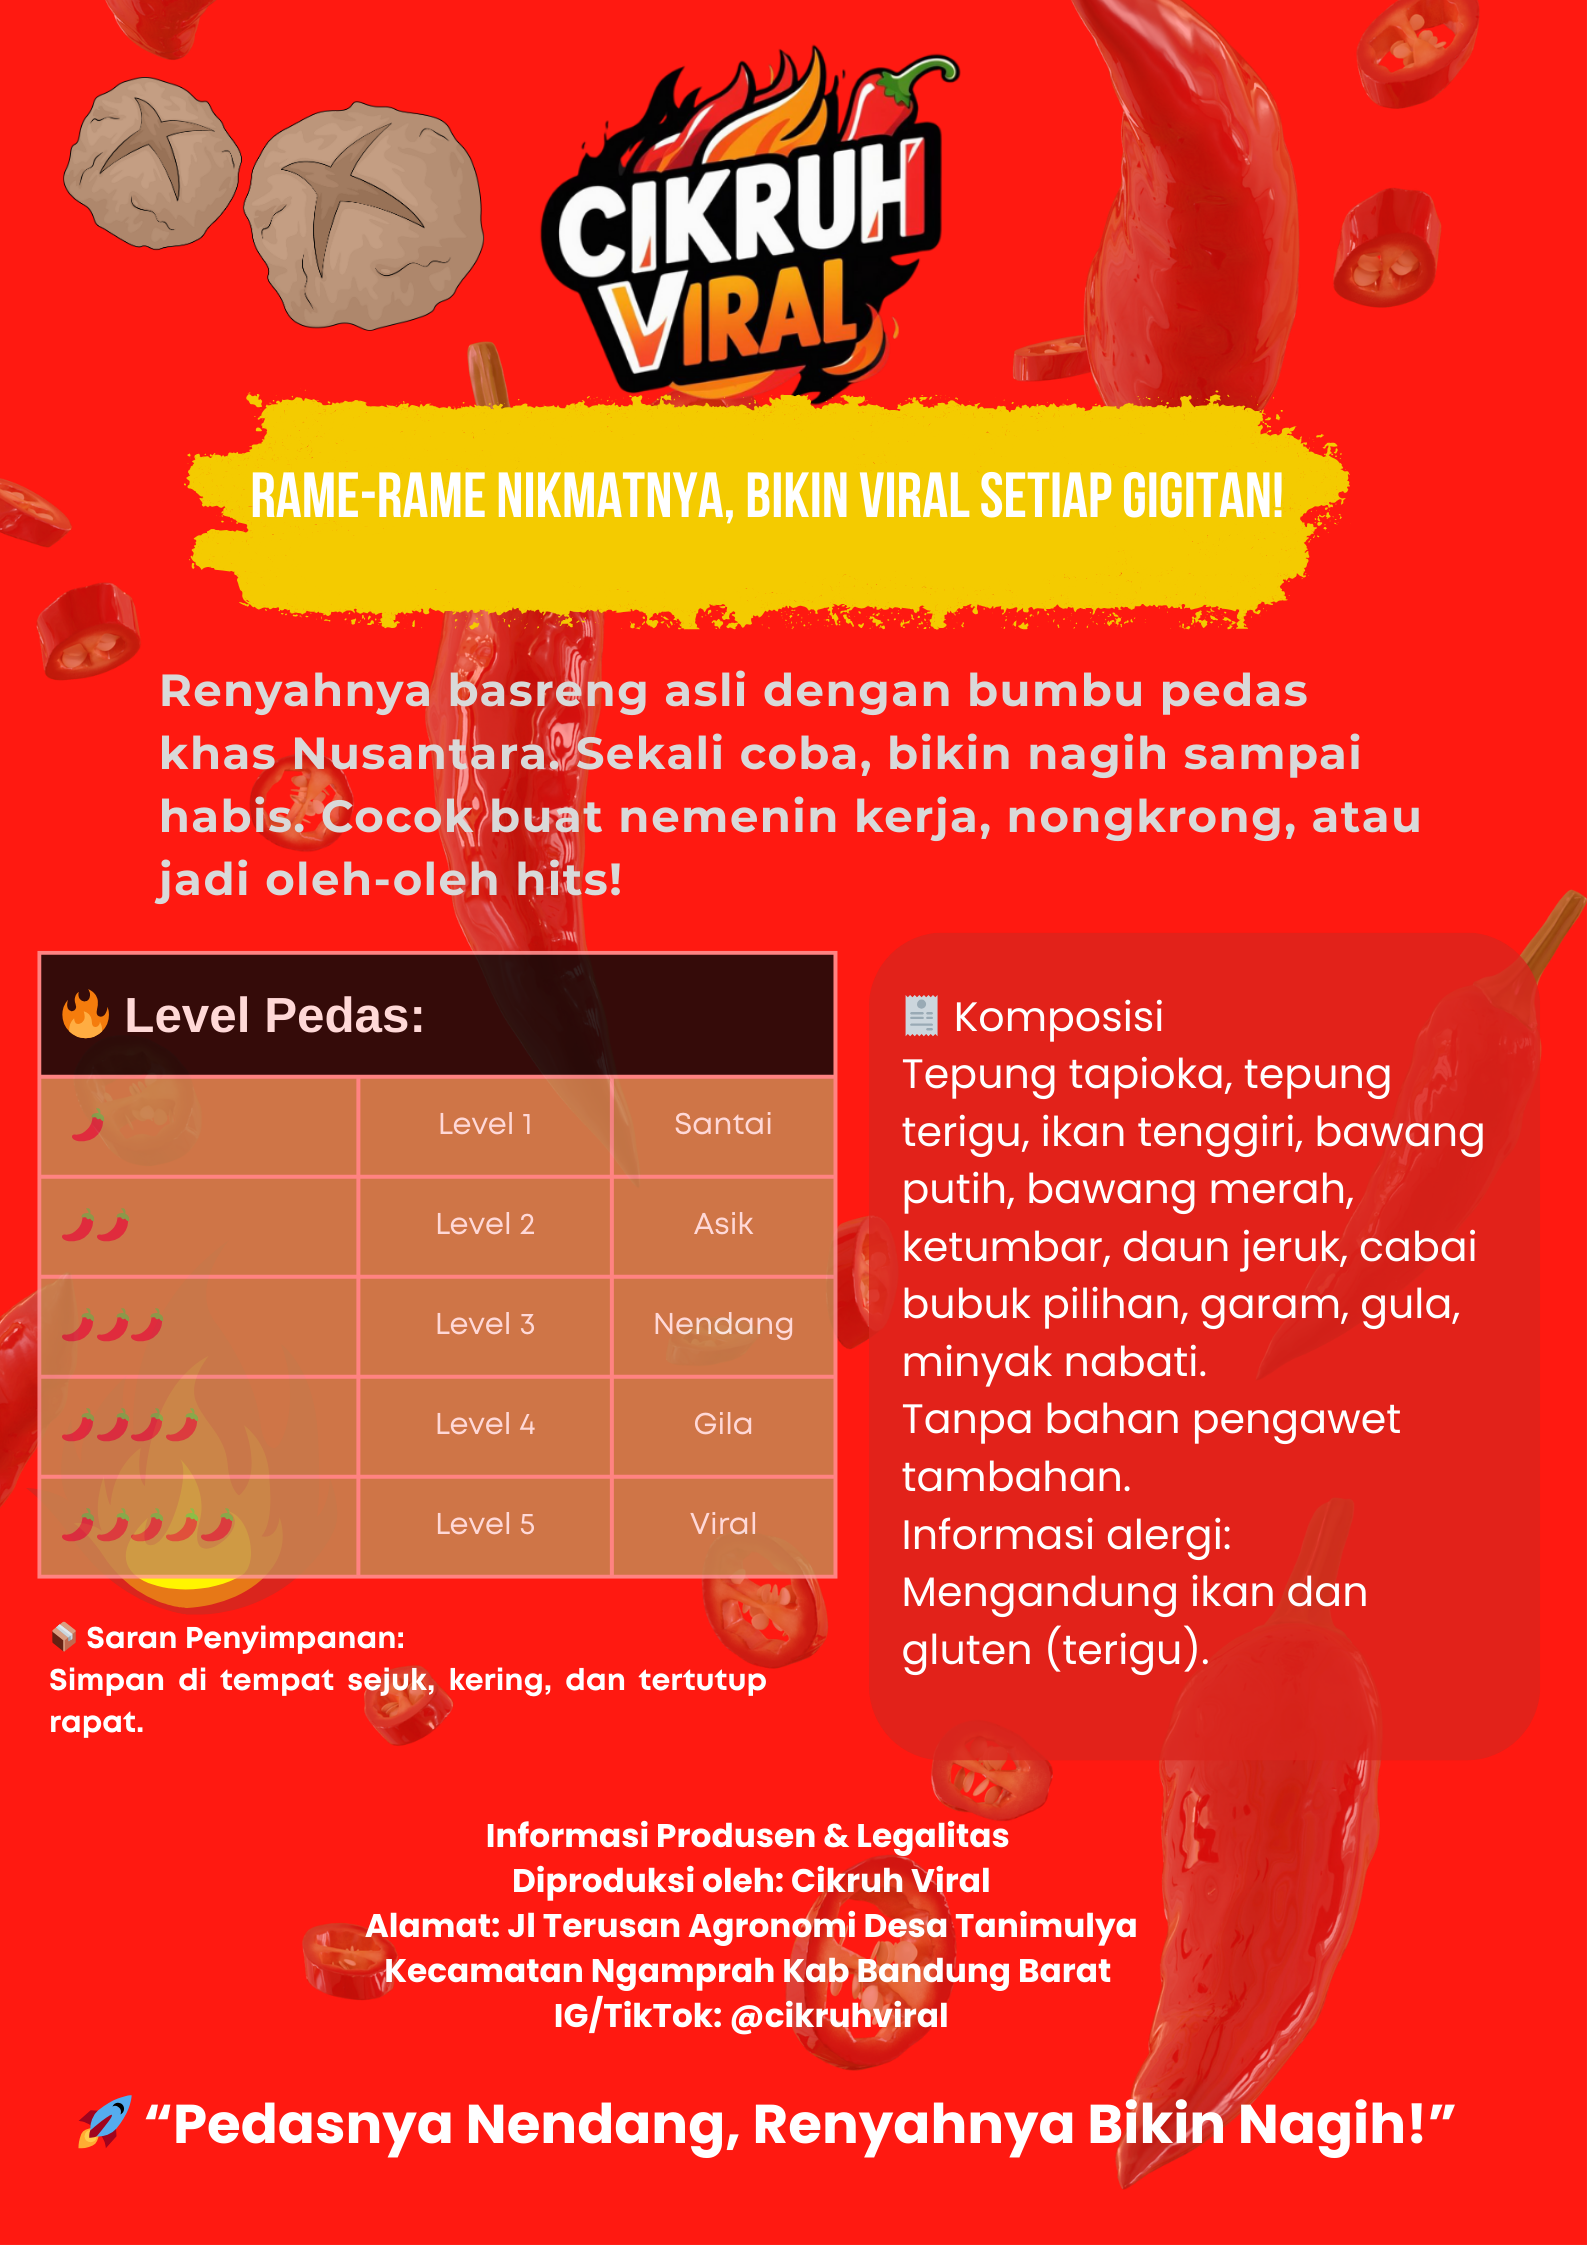 CIKRUH
VIRAL
RAME-RAME NIKMATNYA, BIKIN VIRAL SETIAP GIGITAN!
Renyahnya basreng asli dengan bumbu pedas
khas Nusantara. Sekali coba, bikin nagih sampai
habis. Cocok buat nemenin kerja, nongkrong, atau
jadi oleh-oleh hits!
🔥 Level Pedas:
🌶️ Level 1 Santai
🌶️🌶️ Level 2 Asik
🌶️🌶️🌶️ Level 3 Nendang
🌶️🌶️🌶️🌶️ Level 4 Gila
🌶️🌶️🌶️🌶️🌶️ Level 5 Viral
📦 Saran Penyimpanan:
Simpan di tempat sejuk, kering, dan tertutup
rapat.
🧾 Komposisi
Tepung tapioka, tepung
terigu, ikan tenggiri, bawang
putih, bawang merah,
ketumbar, daun jeruk, cabai
bubuk pilihan, garam, gula,
minyak nabati.
Tanpa bahan pengawet
tambahan.
Informasi alergi:
Mengandung ikan dan
gluten (terigu).
Informasi Produsen & Legalitas
Diproduksi oleh: Cikruh Viral
Alamat: Jl Terusan Agronomi Desa Tanimulya
Kecamatan Ngamprah Kab Bandung Barat
IG/TikTok: @cikruhviral
🚀 “Pedasnya Nendang, Renyahnya Bikin Nagih!”